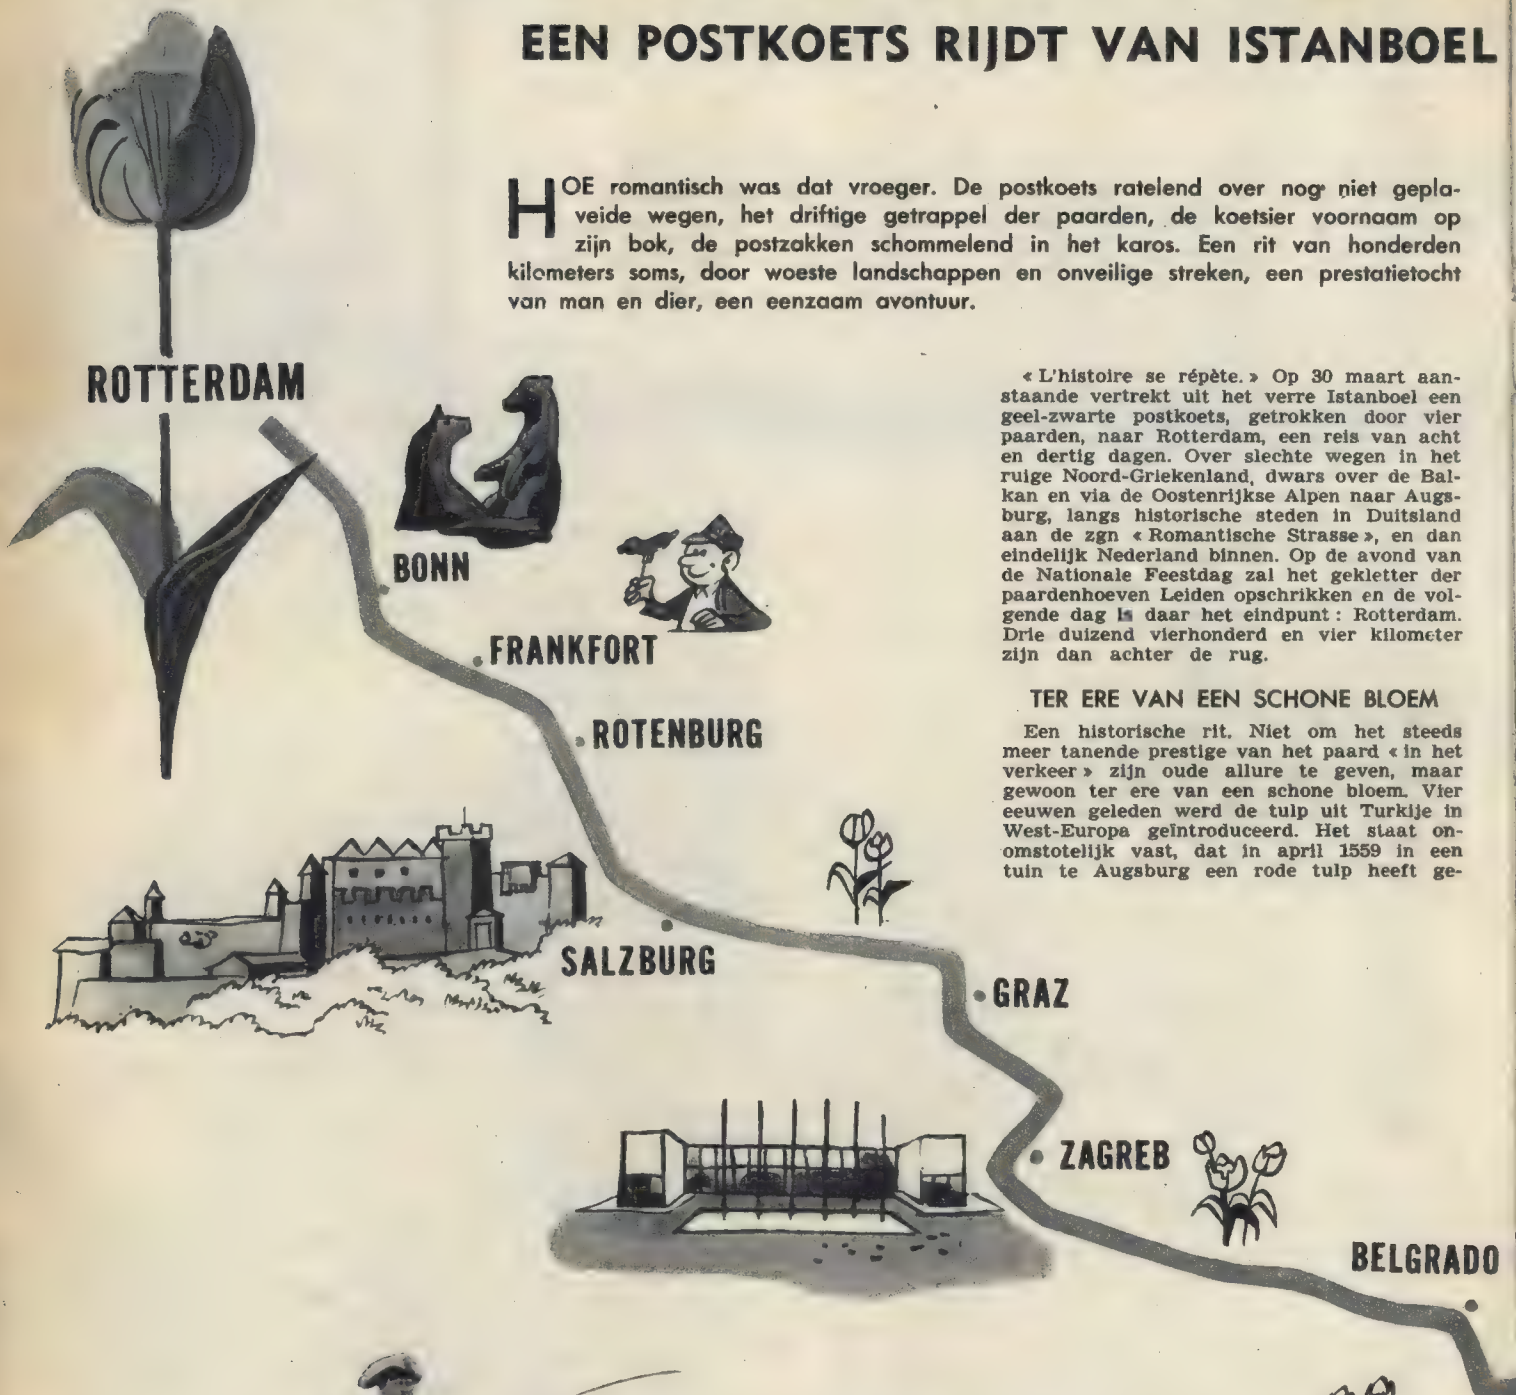 EEN POSTKOETS RIJDT VAN ISTANBOEL
HOE romantisch was dat vroeger. De postkoets ratelend over nog niet gepla-
veide wegen, het driftige getrappel der paarden, de koetsier voornaam op
zijn bok, de postzakken schommelend in het karos. Een rit van honderden
kilometers soms, door woeste landschappen en onveilige streken, een prestatietocht
van man en dier, een eenzaam avontuur.
« L'histoire se répète. » Op 30 maart aan-
staande vertrekt uit het verre Istanboel een
geel-zwarte postkoets, getrokken door vier
paarden, naar Rotterdam, een reis van acht
en dertig dagen. Over slechte wegen in het
ruige Noord-Griekenland, dwars over de Bal-
kan en via de Oostenrijkse Alpen naar Augs-
burg, langs historische steden in Duitsland
aan de zgn « Romantische Strasse », en dan
eindelijk Nederland binnen. Op de avond van
de Nationale Feestdag zal het gekletter der
paardenhoeven Leiden opschrikken en de vol-
gende dag is daar het eindpunt : Rotterdam.
Drie duizend vierhonderd en vier kilometer
zijn dan achter de rug.
TER ERE VAN EEN SCHONE BLOEM
Een historische rit. Niet om het steeds
meer tanende prestige van het paard « in het
verkeer » zijn oude allure te geven, maar
gewoon ter ere van een schone bloem. Vier
eeuwen geleden werd de tulp uit Turkije in
West-Europa geïntroduceerd. Het staat on-
omstotelijk vast, dat in april 1559 in een
tuin te Augsburg een rode tulp heeft ge-
ROTTERDAM
BONN
FRANKFORT
ROTENBURG
SALZBURG
GRAZ
ZAGREB
BELGRADO